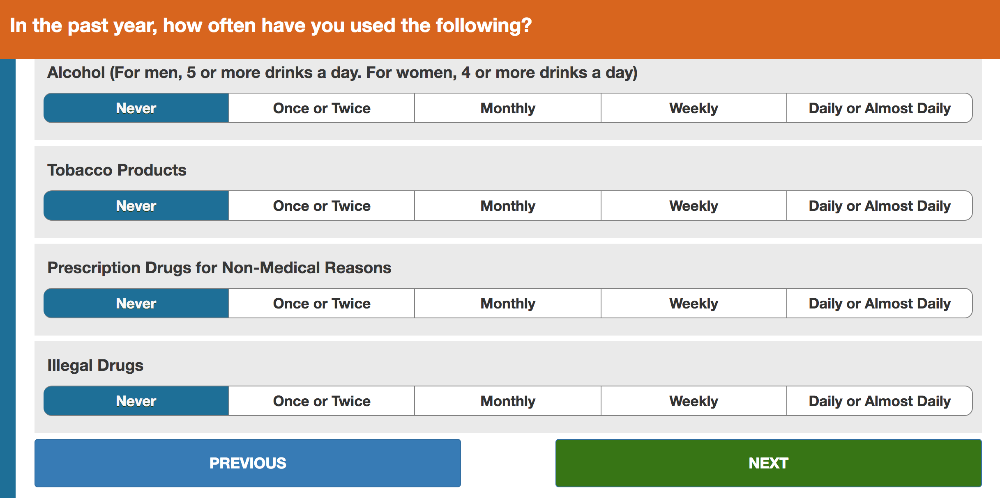 In the past year, how often have you used the following?
Alcohol (For men, 5 or more drinks a day. For women, 4 or more drinks a day)
Never Once or Twice Monthly Weekly Daily or Almost Daily
Tobacco Products
Never Once or Twice Monthly Weekly Daily or Almost Daily
Prescription Drugs for Non-Medical Reasons
Never Once or Twice Monthly Weekly Daily or Almost Daily
Illegal Drugs
Never Once or Twice Monthly Weekly Daily or Almost Daily
PREVIOUS NEXT